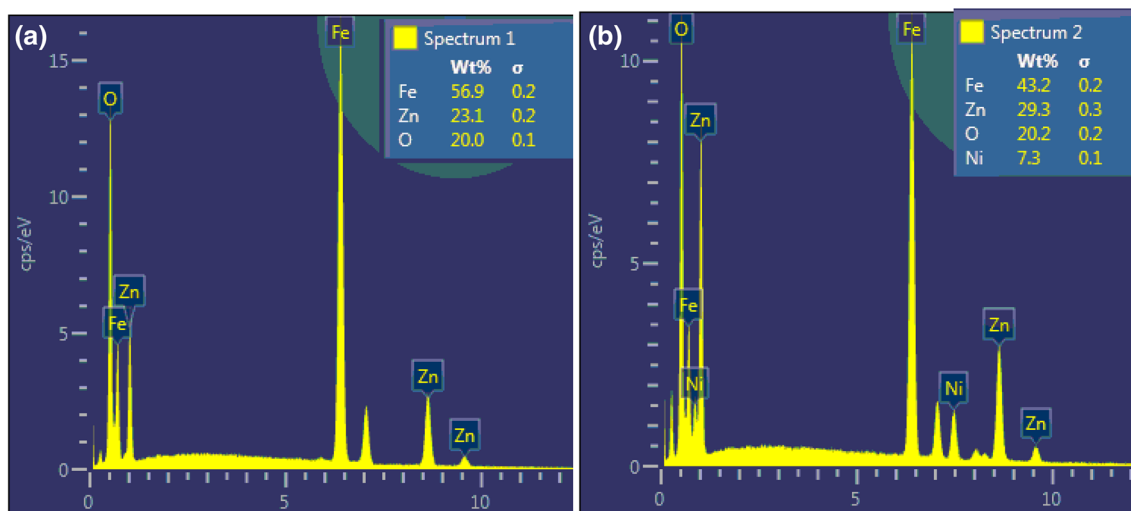 (a)
Spectrum 1
Wt% σ
Fe 56.9 0.2
Zn 23.1 0.2
O 20.0 0.1
Fe
O
Zn
Fe
Zn
Zn
15
10
5
0
cps/eV
0 5 10
(b)
Spectrum 2
Wt% σ
Fe 43.2 0.2
Zn 29.3 0.3
O 20.2 0.2
Ni 7.3 0.1
O
Fe
Zn
Fe
Ni
Ni
Zn
Zn
10
5
0
cps/eV
0 5 10